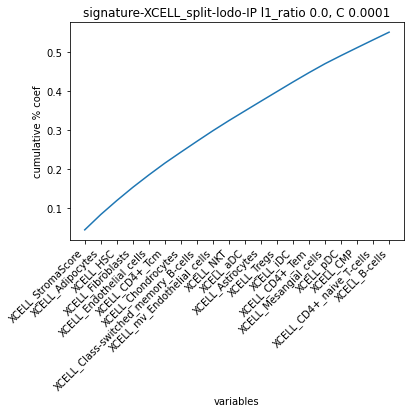 signature-XCELL_split-lodo-IP l1_ratio 0.0, C 0.0001
cumulative % coef
0.5
0.4
0.3
0.2
0.1
XCELL_StromaScore
XCELL_Adipocytes
XCELL_HSC
XCELL_Fibroblasts
XCELL_Endothelial_cells
XCELL_CD4+_Tcm
XCELL_Chondrocytes
XCELL_Class-switched_memory_B-cells
XCELL_mv_Endothelial_cells
XCELL_NKT
XCELL_aDC
XCELL_Astrocytes
XCELL_Tregs
XCELL_iDC
XCELL_CD4+_Tem
XCELL_Mesangial_cells
XCELL_pDC
XCELL_CMP
XCELL_CD4+_naive_T-cells
XCELL_B-cells
variables